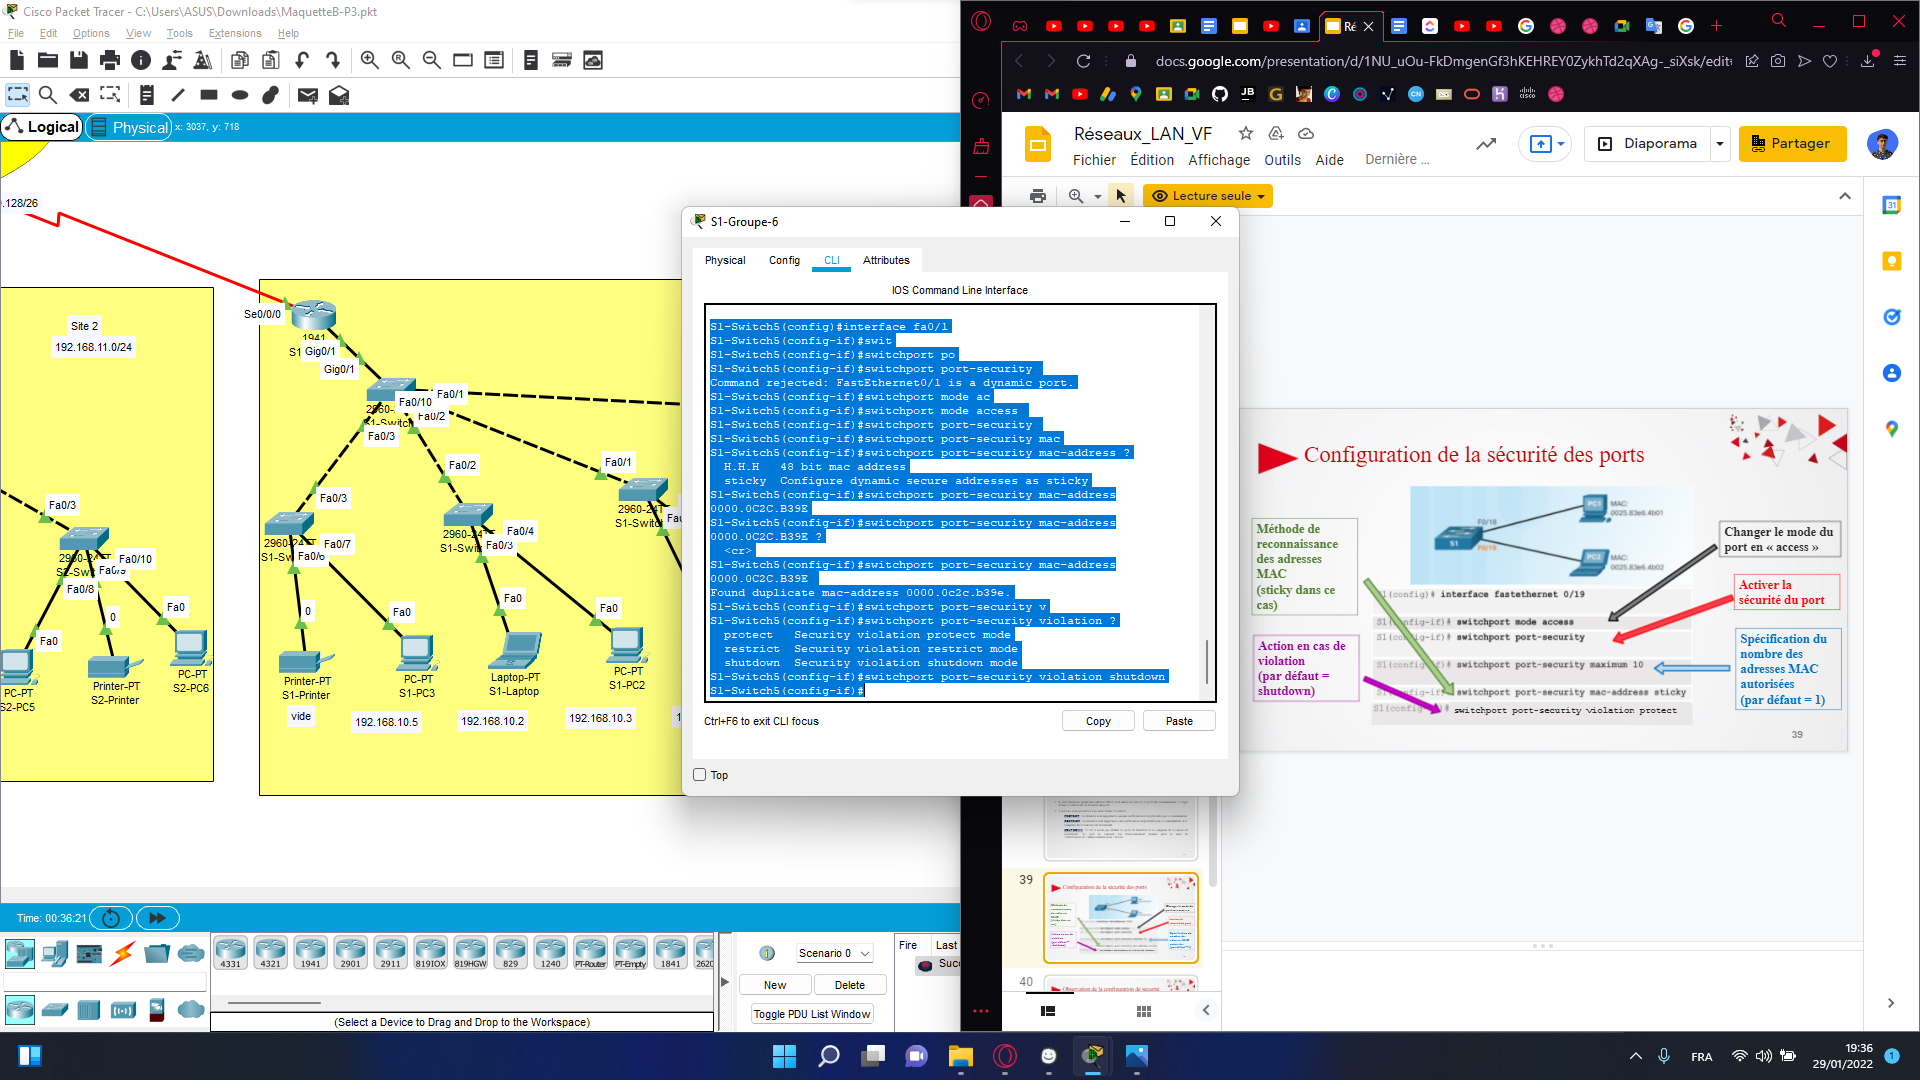 Cisco Packet Tracer - C:\Users\ASUS\Downloads\MaquetteB-P3.pkt
File Edit Options View Tools Extensions Help
Logical
Physical
x: 3037, y: 718
.128/26
Site 2
192.168.11.0/24
Se0/0/0
1941
Gig0/1
Gig0/1
Fa0/10
Fa0/1
Fa0/2
Fa0/3
Fa0/2
Fa0/1
Fa0/3
Fa0/3
2960-24T
S1-Switc
Fa0/7
Fa0/6
Fa0/4
Fa0/3
Fa0/10
Fa0/9
Fa0/8
0
Fa0
Fa0
0
Fa0
Fa0
Fa0
PC-PT
S2-PC5
Printer-PT
S2-Printer
PC-PT
S2-PC6
Printer-PT
S1-Printer
PC-PT
S1-PC3
Laptop-PT
S1-Laptop
PC-PT
S1-PC2
vide
192.168.10.5
192.168.10.2
192.168.10.3
S1-Groupe-6
Physical Config CLI Attributes
IOS Command Line Interface
S1-Switch5(config)#interface fa0/1
S1-Switch5(config-if)#swit
S1-Switch5(config-if)#switchport po
S1-Switch5(config-if)#switchport port-security
Command rejected: FastEthernet0/1 is a dynamic port.
S1-Switch5(config-if)#switchport mode ac
S1-Switch5(config-if)#switchport mode access
S1-Switch5(config-if)#switchport port-security
S1-Switch5(config-if)#switchport port-security mac
S1-Switch5(config-if)#switchport port-security mac-address ?
H.H.H 48 bit mac address
sticky Configure dynamic secure addresses as sticky
S1-Switch5(config-if)#switchport port-security mac-address
0000.0C2C.B39E
S1-Switch5(config-if)#switchport port-security mac-address
0000.0C2C.B39E ?
<cr>
S1-Switch5(config-if)#switchport port-security mac-address
0000.0C2C.B39E
Found duplicate mac-address 0000.0c2c.b39e.
S1-Switch5(config-if)#switchport port-security v
S1-Switch5(config-if)#switchport port-security violation ?
protect Security violation protect mode
restrict Security violation restrict mode
shutdown Security violation shutdown mode
S1-Switch5(config-if)#switchport port-security violation shutdown
S1-Switch5(config-if)#
Ctrl+F6 to exit CLI focus
Copy
Paste
Top
Time: 00:36:21
4331 4321 1941 2901 2911 819IOX 819HGW 829 1240 PT-Router PT-Empty 1841 2620
(Select a Device to Drag and Drop to the Workspace)
Scenario 0
New
Delete
Toggle PDU List Window
Fire
Last
Succ
Ré
docs.google.com/presentation/d/1NU_uOu-FkDmgenGf3hKEHREY0ZykhTd2qXAg-_siXsk/edit
Réseaux_LAN_VF
Fichier Édition Affichage Outils Aide Dernière ...
Diaporama
Partager
Lecture seule
Configuration de la sécurité des ports
Méthode de
reconnaissance
des adresses
MAC
(sticky dans ce
cas)
Action en cas de
violation
(par défaut =
shutdown)
S1
F0/18
F0/19
PC1
MAC:
0025.83e6.4b01
PC2
MAC:
0025.83e6.4b02
Changer le mode du
port en « access »
Activer la
sécurité du port
Spécification du
nombre des
adresses MAC
autorisées
(par défaut = 1)
S1(config)# interface fastethernet 0/19
S1(config-if)# switchport mode access
S1(config-if)# switchport port-security
S1(config-if)# switchport port-security maximum 10
S1(config-if)# switchport port-security mac-address sticky
S1(config-if)# switchport port-security violation protect
39
39
Configuration de la sécurité des ports
40
FRA
19:36
29/01/2022
1